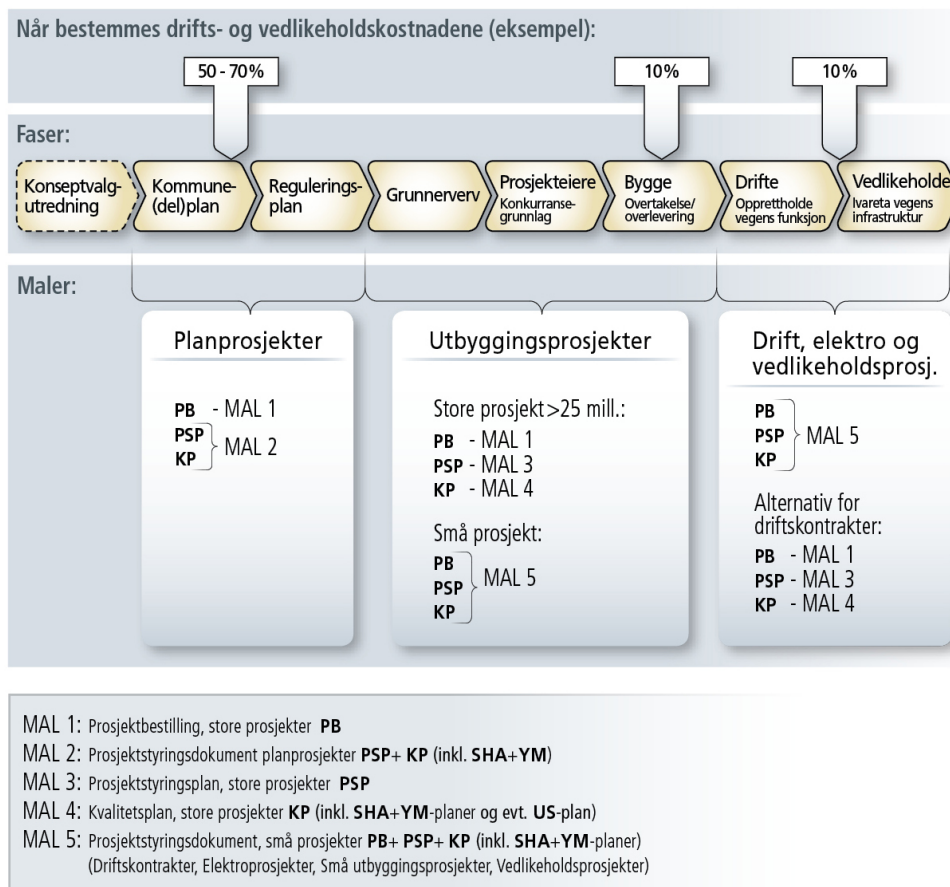 Når bestemmes drifts- og vedlikeholdskostnadene (eksempel):
50 - 70%
10%
10%
Faser:
Konseptvalg-
utredning
Kommune-
(del)plan
Regulerings-
plan
Grunnerverv
Prosjekteiere
Konkurranse-
grunnlag
Bygge
Overtakelse/
overlevering
Drifte
Opprettholde
vegens funksjon
Vedlikeholde
Ivareta vegens
infrastruktur
Maler:
Planprosjekter
PB - MAL 1
PSP
KP
MAL 2
Utbyggingsprosjekter
Store prosjekt >25 mill.:
PB - MAL 1
PSP - MAL 3
KP - MAL 4
Små prosjekt:
PB
PSP
KP
MAL 5
Drift, elektro og
vedlikeholdsprosj.
PB
PSP
KP
MAL 5
Alternativ for
driftskontrakter:
PB - MAL 1
PSP - MAL 3
KP - MAL 4
MAL 1: Prosjektbestilling, store prosjekter PB
MAL 2: Prosjektstyringsdokument planprosjekter PSP+ KP (inkl. SHA+YM)
MAL 3: Prosjektstyringsplan, store prosjekter PSP
MAL 4: Kvalitetsplan, store prosjekter KP (inkl. SHA+YM-planer og evt. US-plan)
MAL 5: Prosjektstyringsdokument, små prosjekter PB+ PSP+ KP (inkl. SHA+YM-planer)
(Driftskontrakter, Elektroprosjekter, Små utbyggingsprosjekter, Vedlikeholdsprosjekter)